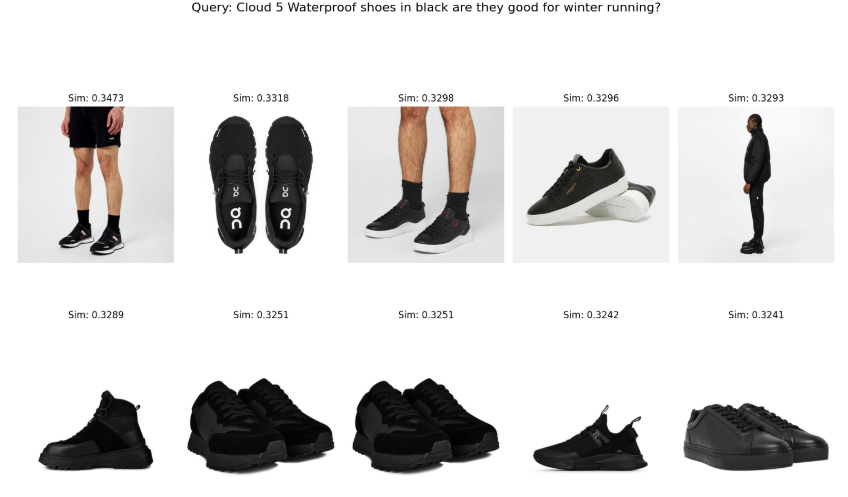 Query: Cloud 5 Waterproof shoes in black are they good for winter running?
Sim: 0.3473
Sim: 0.3318
Sim: 0.3298
Sim: 0.3296
Sim: 0.3293
Sim: 0.3289
Sim: 0.3251
Sim: 0.3251
Sim: 0.3242
Sim: 0.3241